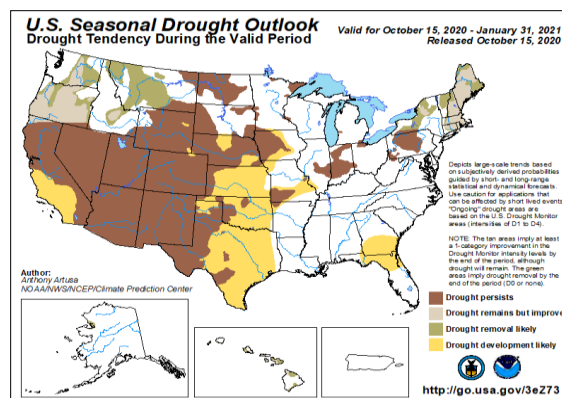 U.S. Seasonal Drought Outlook
Drought Tendency During the Valid Period
Valid for October 15, 2020 - January 31, 2021
Released October 15, 2020
Depicts large-scale trends based
on subjectively derived probabilities
guided by short- and long-range
statistical and dynamical forecasts.
Use caution for applications that
can be affected by short lived events.
"Ongoing" drought areas are
based on the U.S. Drought Monitor
areas (intensities of D1 to D4).
NOTE: The tan areas imply at least
a 1-category improvement in the
Drought Monitor intensity levels by
the end of the period, although
drought will remain. The green
areas imply drought removal by the
end of the period (D0 or none).
Author:
Anthony Artusa
NOAA/NWS/NCEP/Climate Prediction Center
Drought persists
Drought remains but improve
Drought removal likely
Drought development likely
http://go.usa.gov/3eZ73